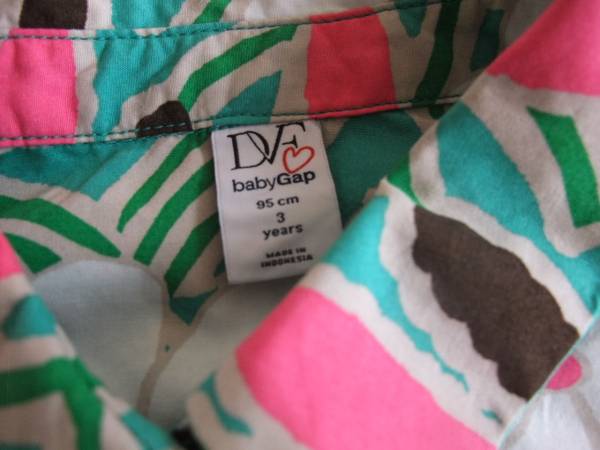 DVF
babyGap
95 cm
3
years
MADE IN
INDONESIA